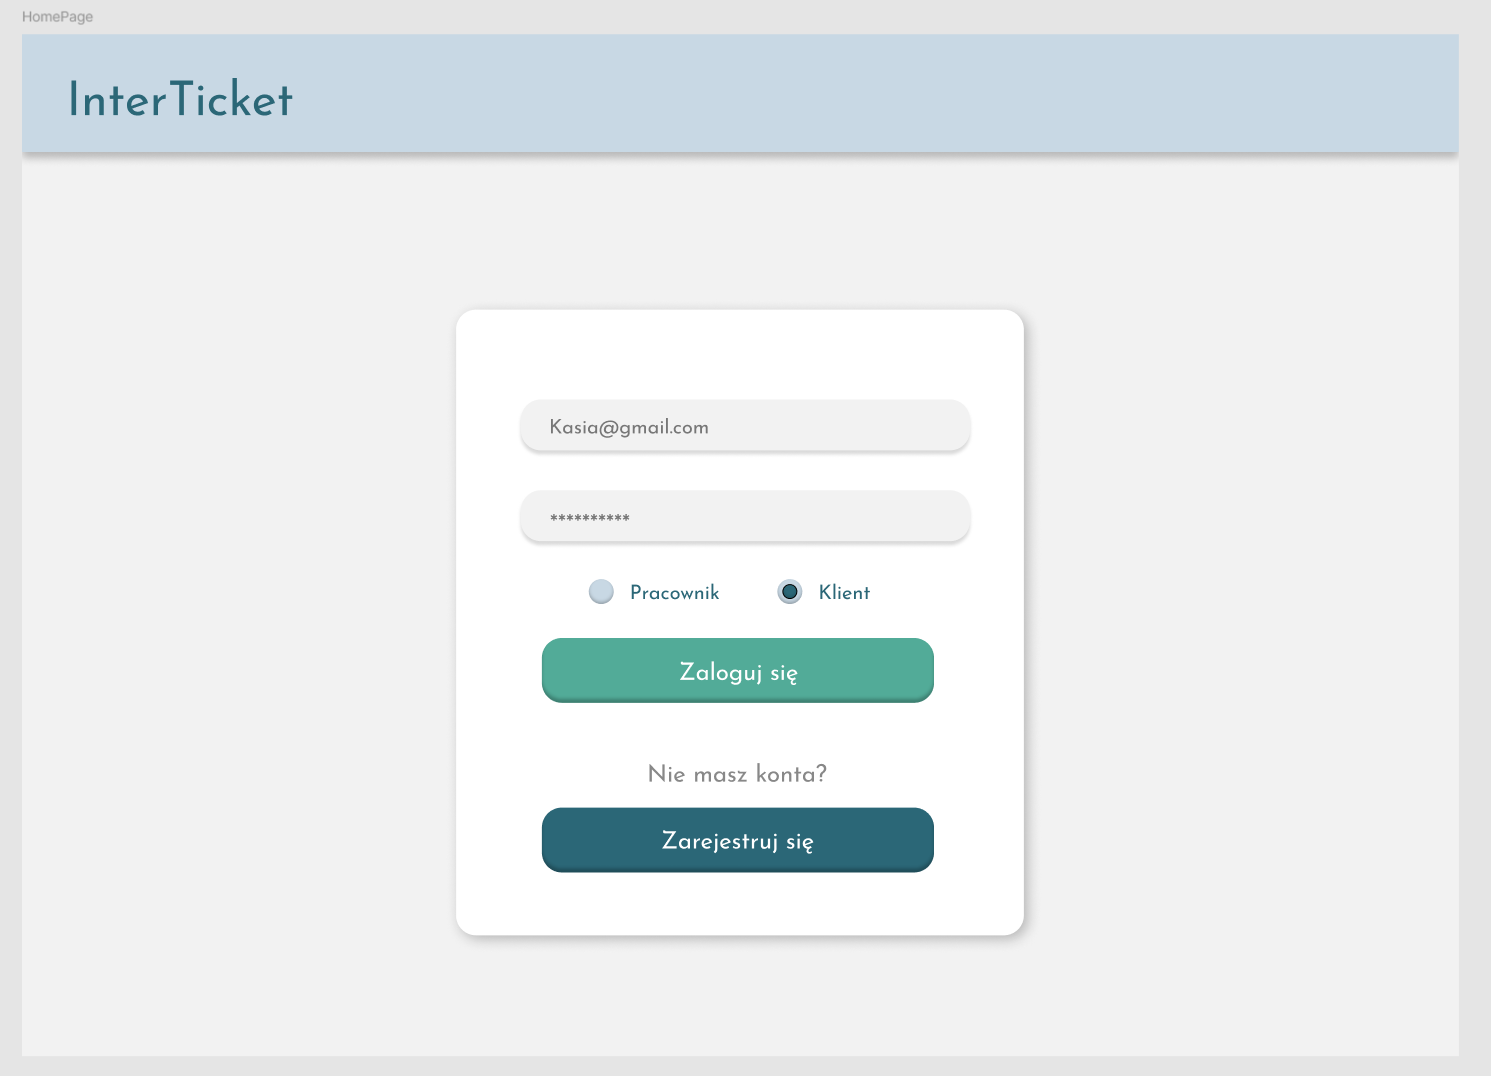 HomePage
InterTicket
Kasia@gmail.com
**********
Pracownik
Klient
Zaloguj się
Nie masz konta?
Zarejestruj się